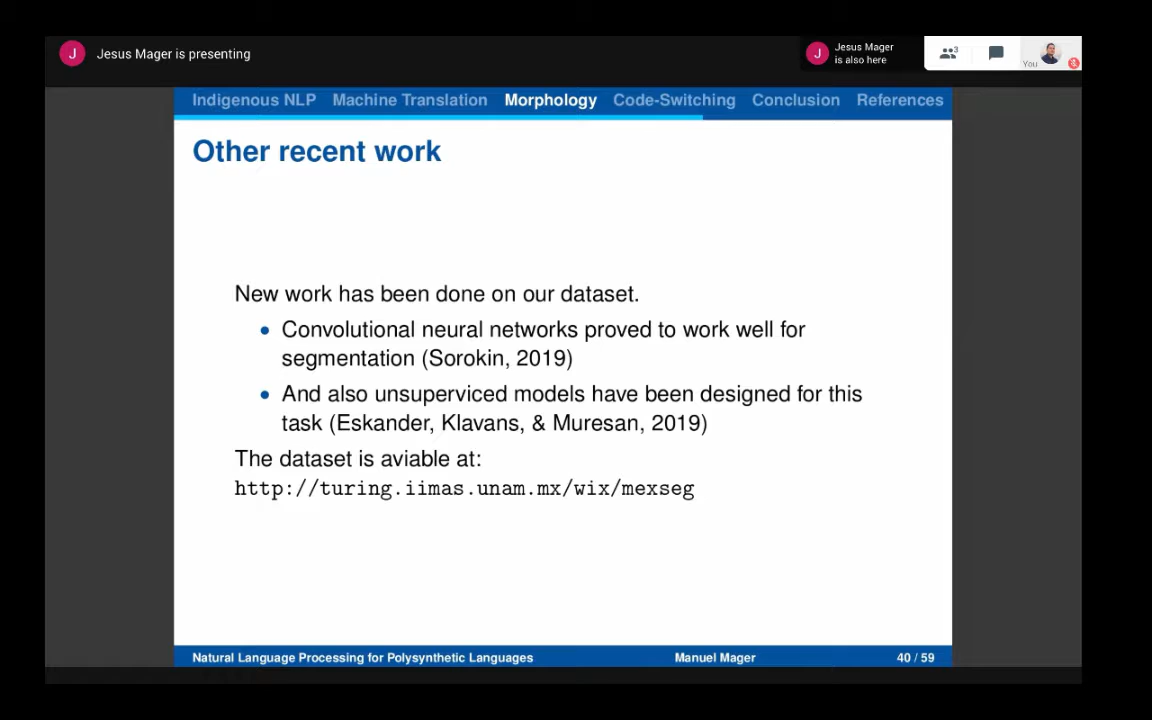 J Jesus Mager is presenting
J Jesus Mager
is also here
3
You
Indigenous NLP Machine Translation Morphology Code-Switching Conclusion References
Other recent work
New work has been done on our dataset.
• Convolutional neural networks proved to work well for
segmentation (Sorokin, 2019)
• And also unsuperviced models have been designed for this
task (Eskander, Klavans, & Muresan, 2019)
The dataset is aviable at:
http://turing.iimas.unam.mx/wix/mexseg
Natural Language Processing for Polysynthetic Languages Manuel Mager 40 / 59